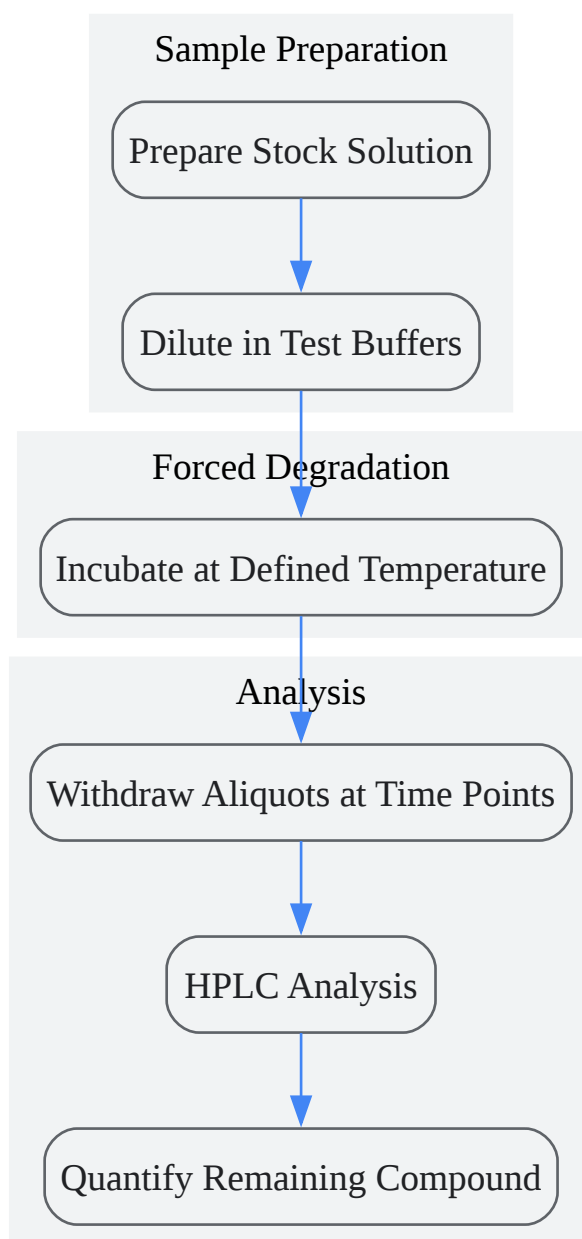 Sample Preparation
Prepare Stock Solution
Dilute in Test Buffers
Forced Degradation
Incubate at Defined Temperature
Analysis
Withdraw Aliquots at Time Points
HPLC Analysis
Quantify Remaining Compound